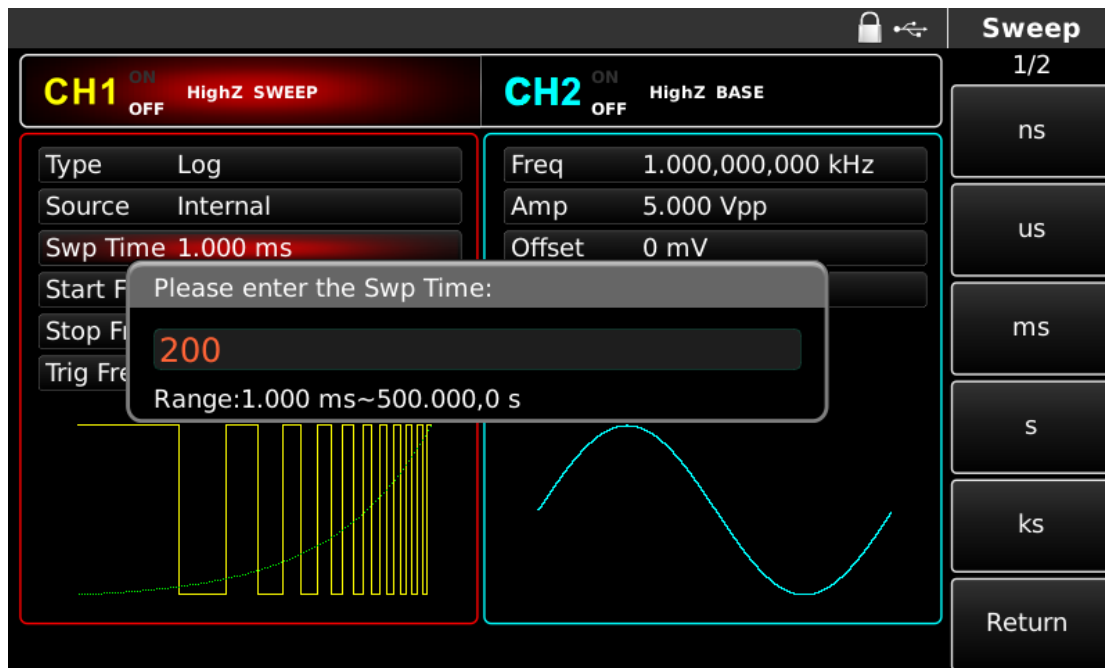 Sweep
CH1 ON OFF HighZ SWEEP
CH2 ON OFF HighZ BASE
1/2
Type Log
Source Internal
Swp Time 1.000 ms
Start F
Stop Fr
Trig Fre
Freq 1.000,000,000 kHz
Amp 5.000 Vpp
Offset 0 mV
Please enter the Swp Time:
200
Range:1.000 ms~500.000,0 s
ns
us
ms
s
ks
Return